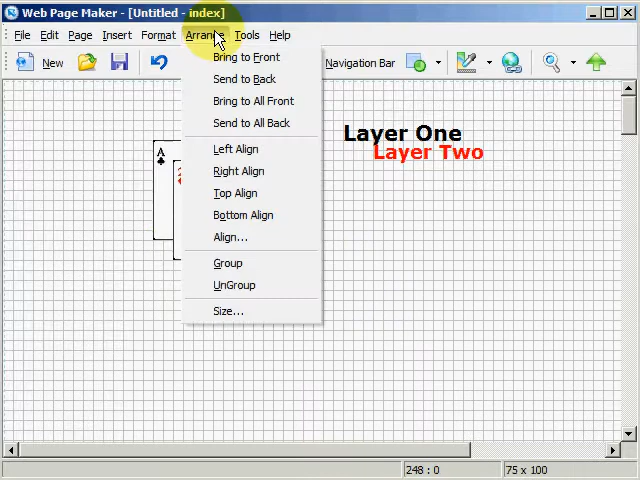 Web Page Maker - [Untitled - index]
File Edit Page Insert Format Arrange Tools Help
New Navigation Bar
Bring to Front
Send to Back
Bring to All Front
Send to All Back
Left Align
Right Align
Top Align
Bottom Align
Align...
Group
UnGroup
Size...
Layer One
Layer Two
A
248 : 0 75 x 100